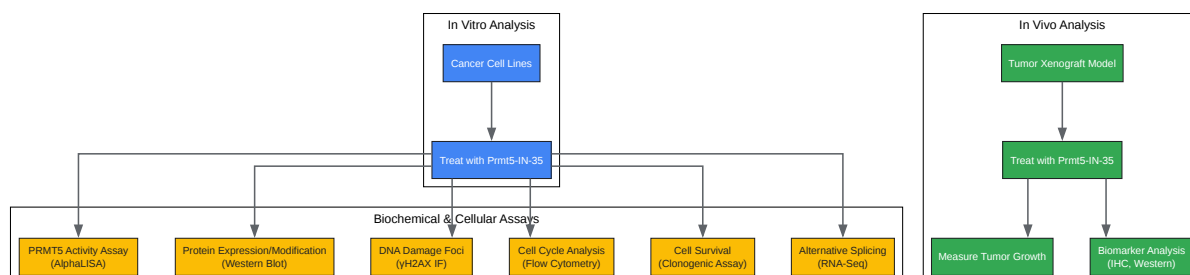 In Vitro Analysis
In Vivo Analysis
Cancer Cell Lines
Tumor Xenograft Model
Treat with Prmt5-IN-35
Treat with Prmt5-IN-35
Biochemical & Cellular Assays
PRMT5 Activity Assay
(AlphaLISA)
Protein Expression/Modification
(Western Blot)
DNA Damage Foci
(γH2AX IF)
Cell Cycle Analysis
(Flow Cytometry)
Cell Survival
(Clonogenic Assay)
Alternative Splicing
(RNA-Seq)
Measure Tumor Growth
Biomarker Analysis
(IHC, Western)